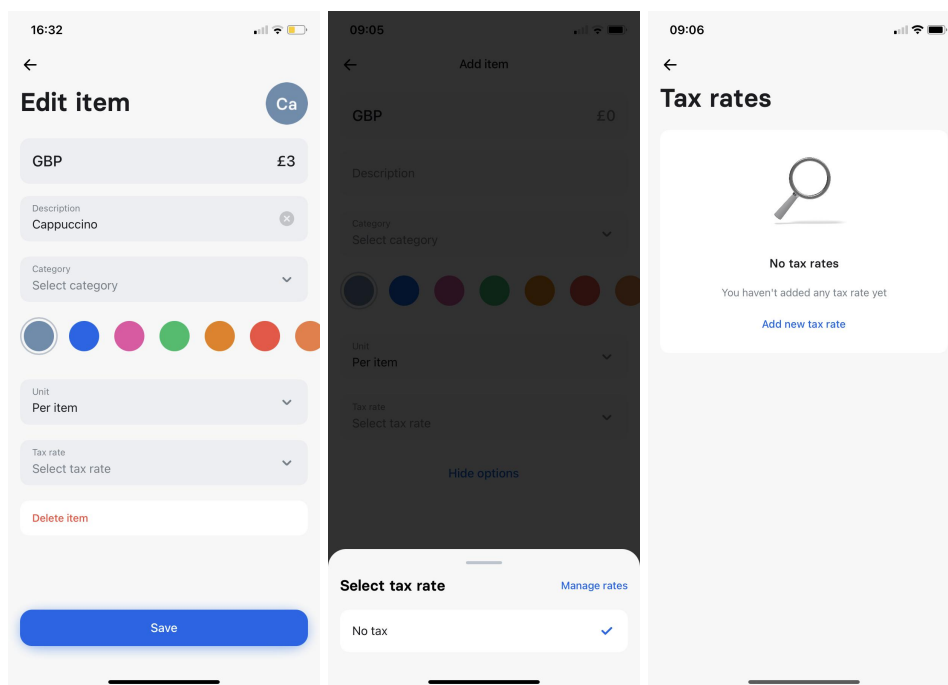 16:32
Edit item
Ca
GBP £3
Description
Cappuccino
Category
Select category
Unit
Per item
Tax rate
Select tax rate
Delete item
Save
09:05
Add item
GBP £0
Description
Category
Select category
Unit
Per item
Tax rate
Select tax rate
Hide options
Select tax rate Manage rates
No tax
09:06
Tax rates
No tax rates
You haven't added any tax rate yet
Add new tax rate